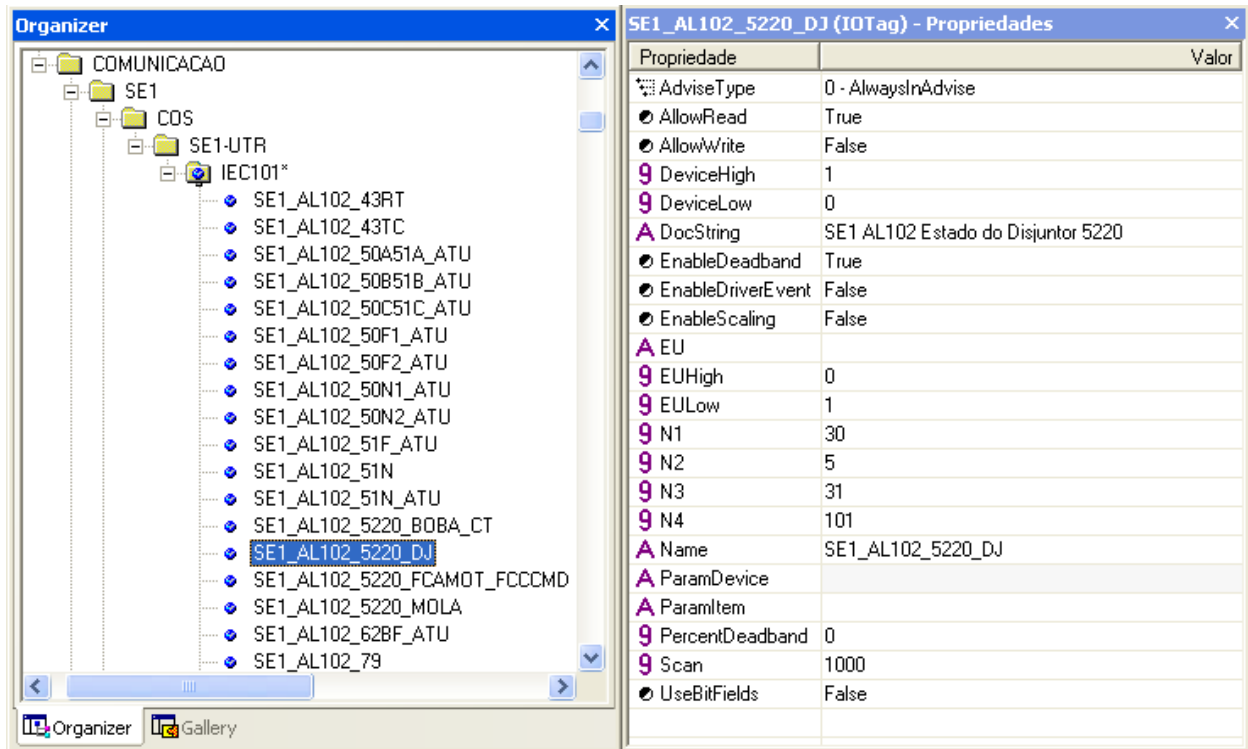 Organizer
COMUNICACAO
SE1
COS
SE1-UTR
IEC101*
SE1_AL102_43RT
SE1_AL102_43TC
SE1_AL102_50A51A_ATU
SE1_AL102_50B51B_ATU
SE1_AL102_50C51C_ATU
SE1_AL102_50F1_ATU
SE1_AL102_50F2_ATU
SE1_AL102_50N1_ATU
SE1_AL102_50N2_ATU
SE1_AL102_51F_ATU
SE1_AL102_51N
SE1_AL102_51N_ATU
SE1_AL102_5220_BOBA_CT
SE1_AL102_5220_DJ
SE1_AL102_5220_FCAMOT_FCCCMD
SE1_AL102_5220_MOLA
SE1_AL102_62BF_ATU
SE1_AL102_79
Organizer Gallery
SE1_AL102_5220_DJ (IOTag) - Propriedades
Propriedade Valor
AdviseType 0 - AlwaysInAdvise
AllowRead True
AllowWrite False
DeviceHigh 1
DeviceLow 0
DocString SE1 AL102 Estado do Disjuntor 5220
EnableDeadband True
EnableDriverEvent False
EnableScaling False
EU
EUHigh 0
EULow 1
N1 30
N2 5
N3 31
N4 101
Name SE1_AL102_5220_DJ
ParamDevice
ParamItem
PercentDeadband 0
Scan 1000
UseBitFields False